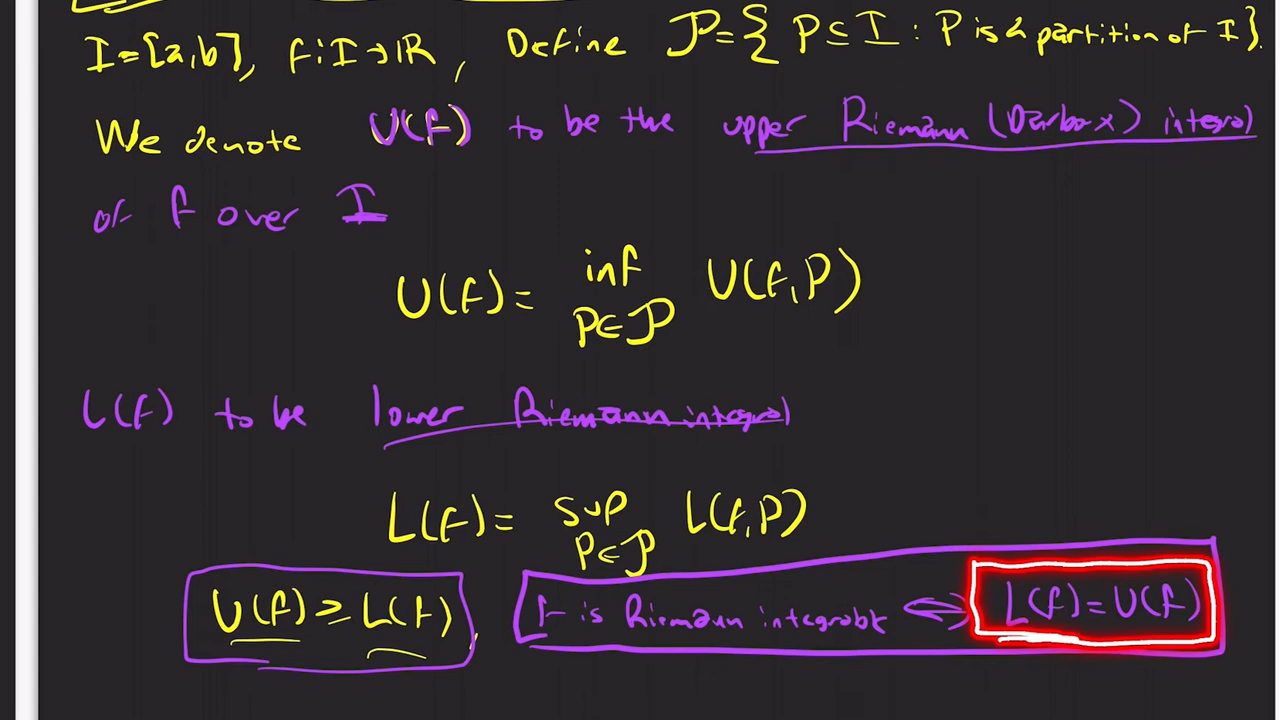 I=[a,b], f:I→ℝ, Define 𝒫={ P⊆I : P is a partition of I}.
We denote U(f) to be the upper Riemann (Darbox) integral
of f over I
U(f)= inf U(f,P)
P∈𝒫
L(f) to be lower Riemann integral
L(f)= sup L(f,P)
P∈𝒫
U(f)≥L(f), f is Riemann integrable ⟺ L(f)=U(f)